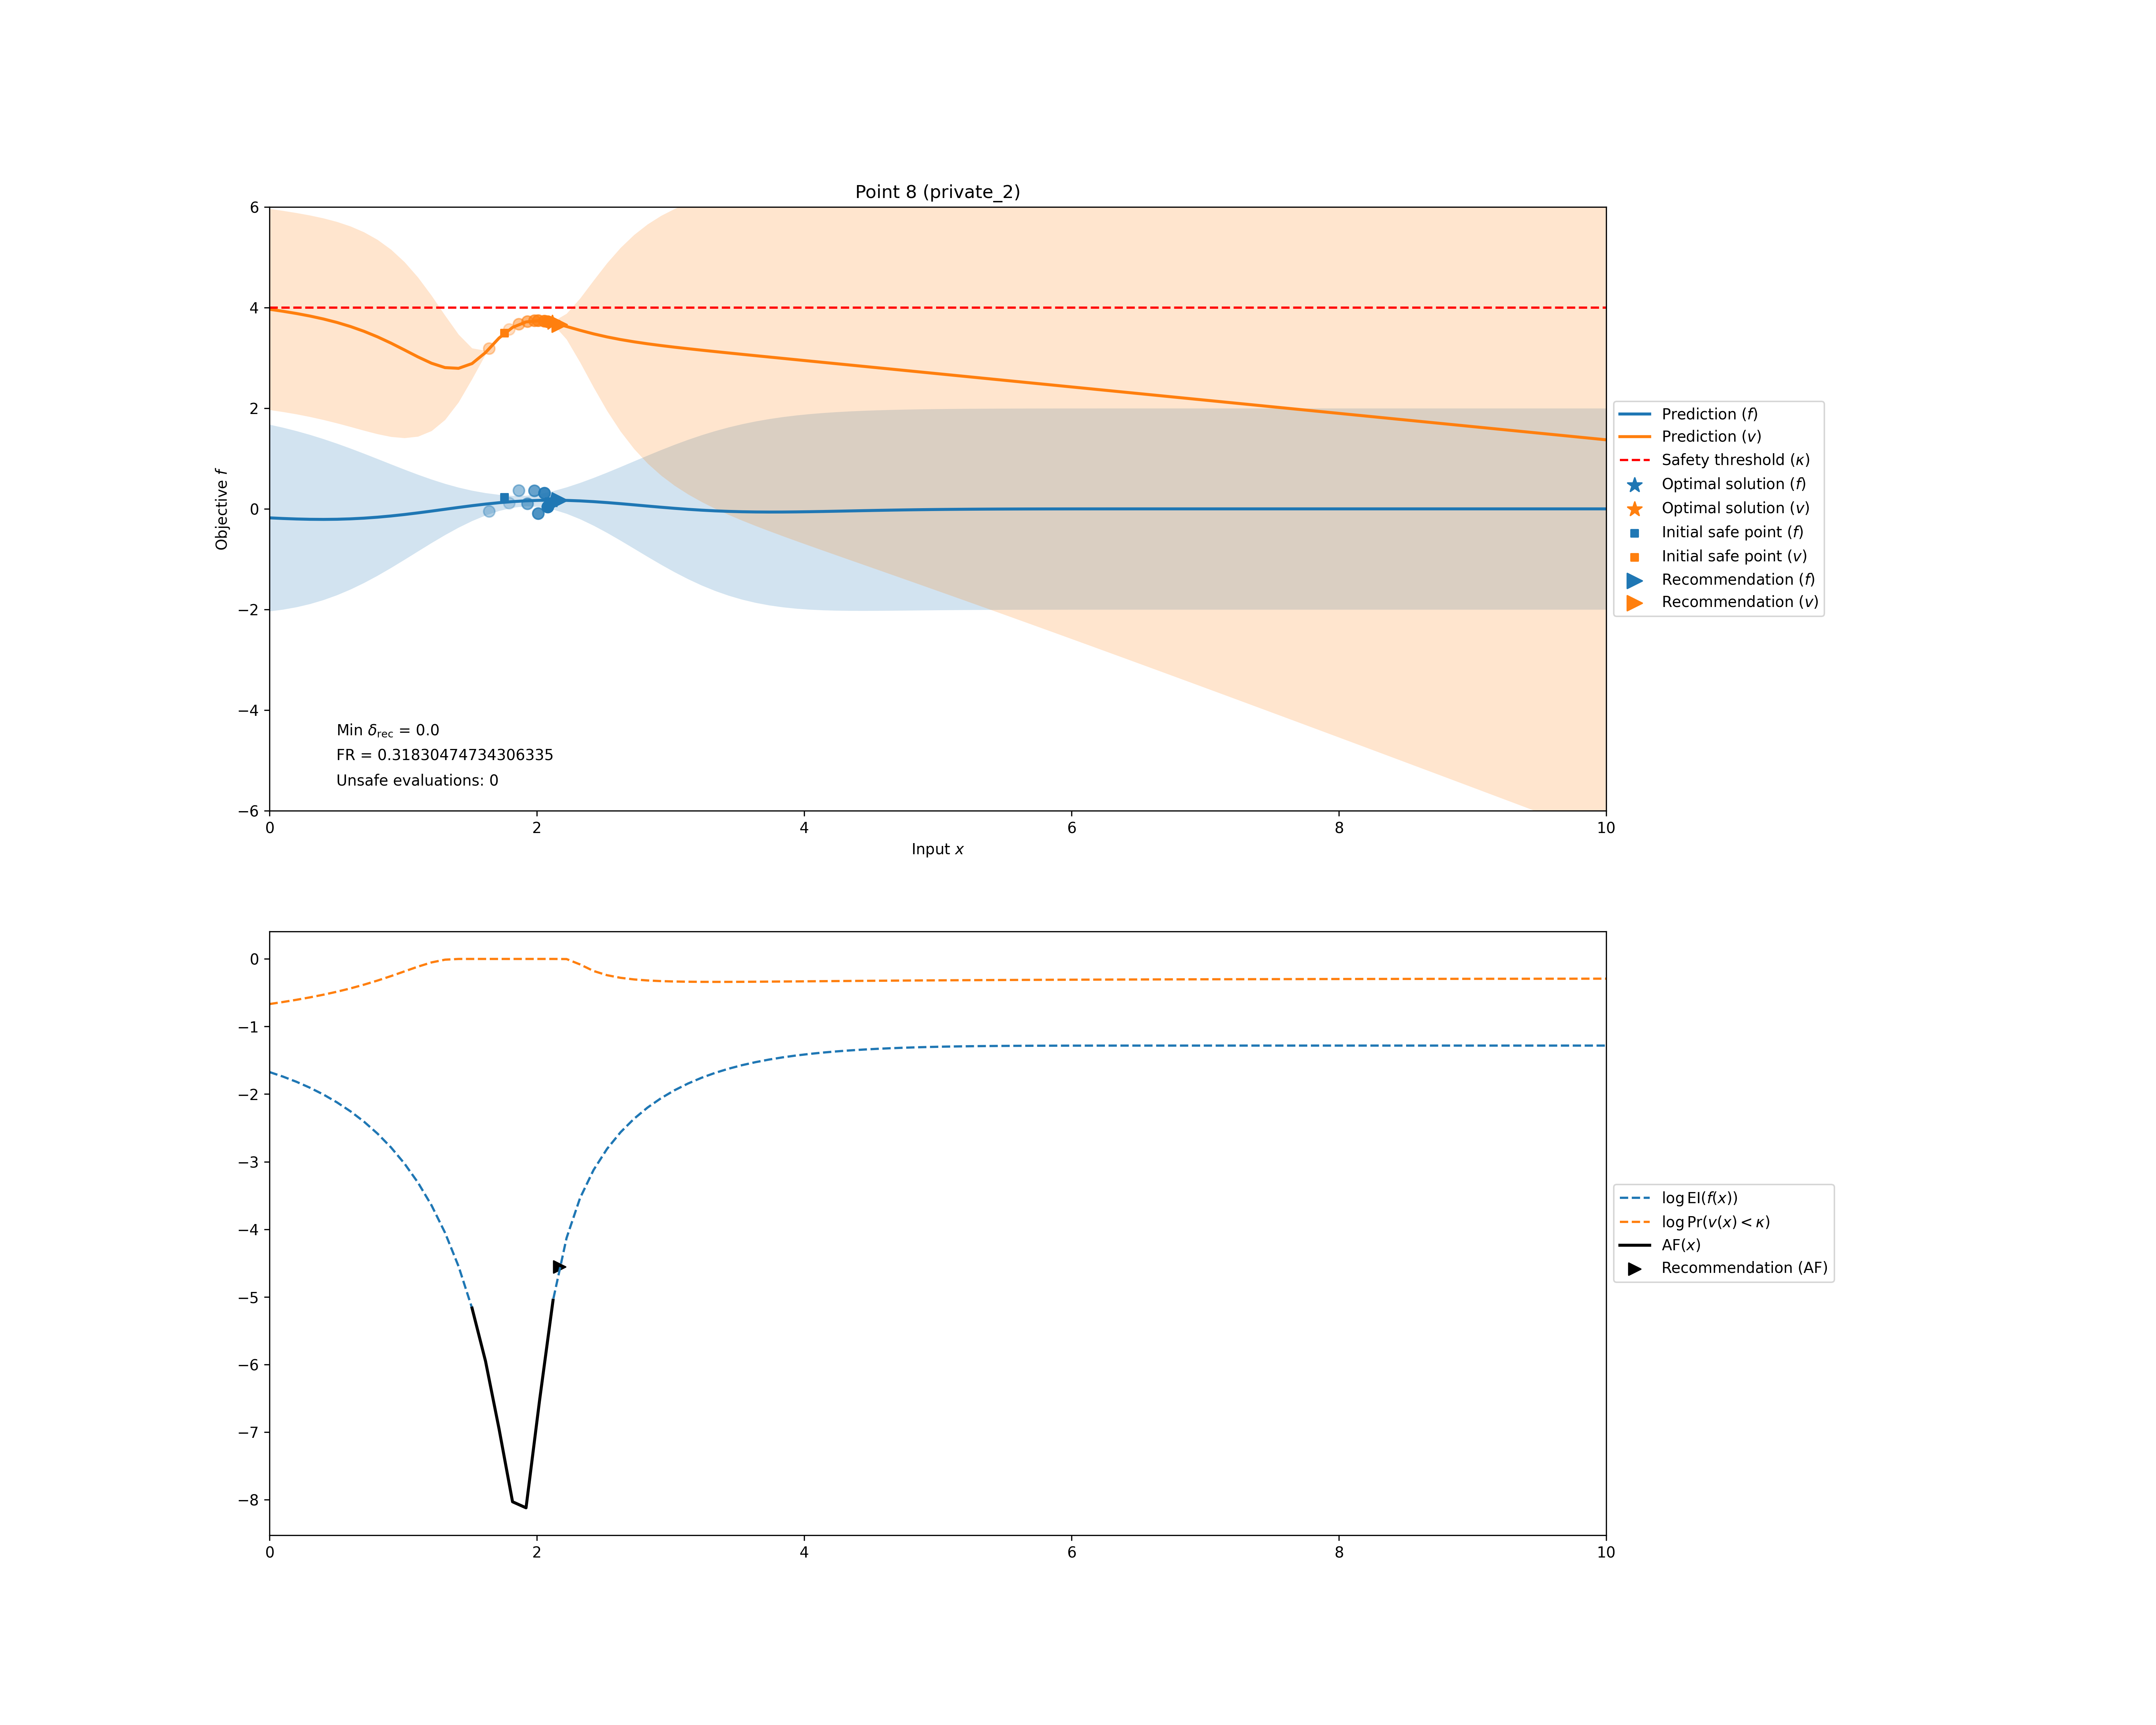 Point 8 (private_2)
6
4
2
0
−2
−4
−6
Objective f
Min δrec = 0.0
FR = 0.31830474734306335
Unsafe evaluations: 0
0 2 4 6 8 10
Input x
Prediction (f)
Prediction (v)
Safety threshold (κ)
Optimal solution (f)
Optimal solution (v)
Initial safe point (f)
Initial safe point (v)
Recommendation (f)
Recommendation (v)
0
−1
−2
−3
−4
−5
−6
−7
−8
0 2 4 6 8 10
log EI(f(x))
log Pr(v(x) < κ)
AF(x)
Recommendation (AF)